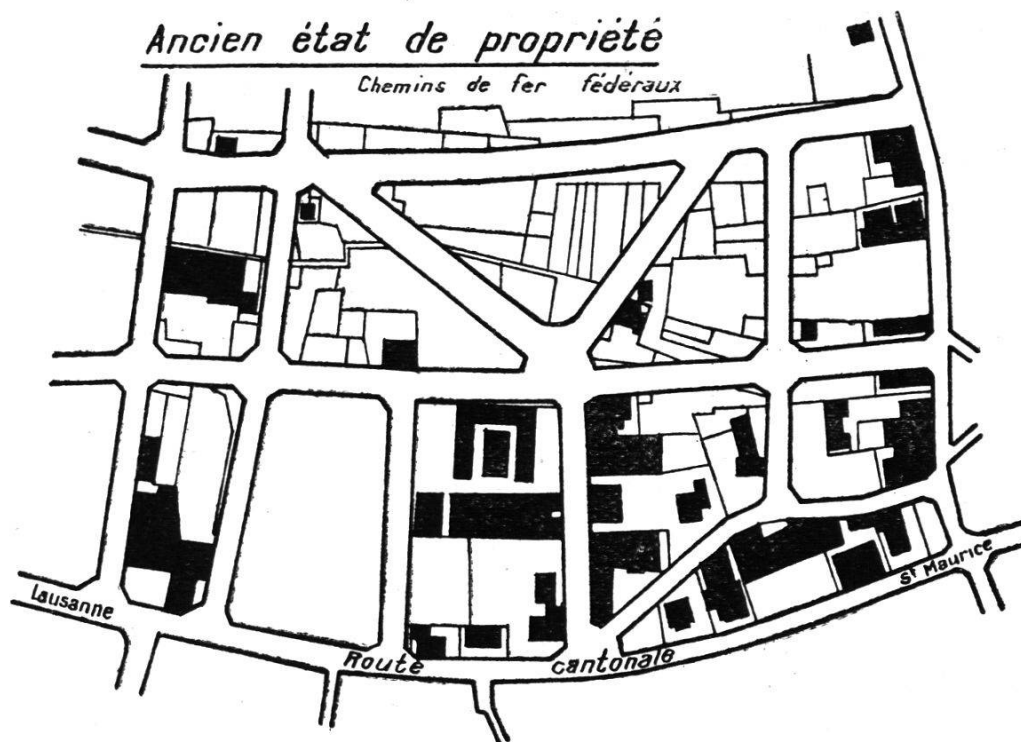 Ancien état de propriété
Chemins de fer fédéraux
Lausanne
Route cantonale
St Maurice